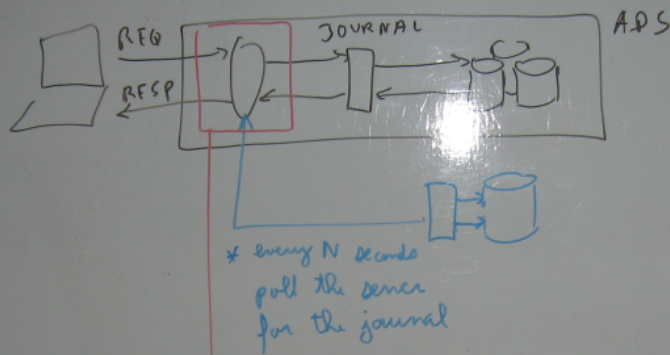 REQ
JOURNAL
ADS
RESP
* every N seconds
poll the server
for the journal